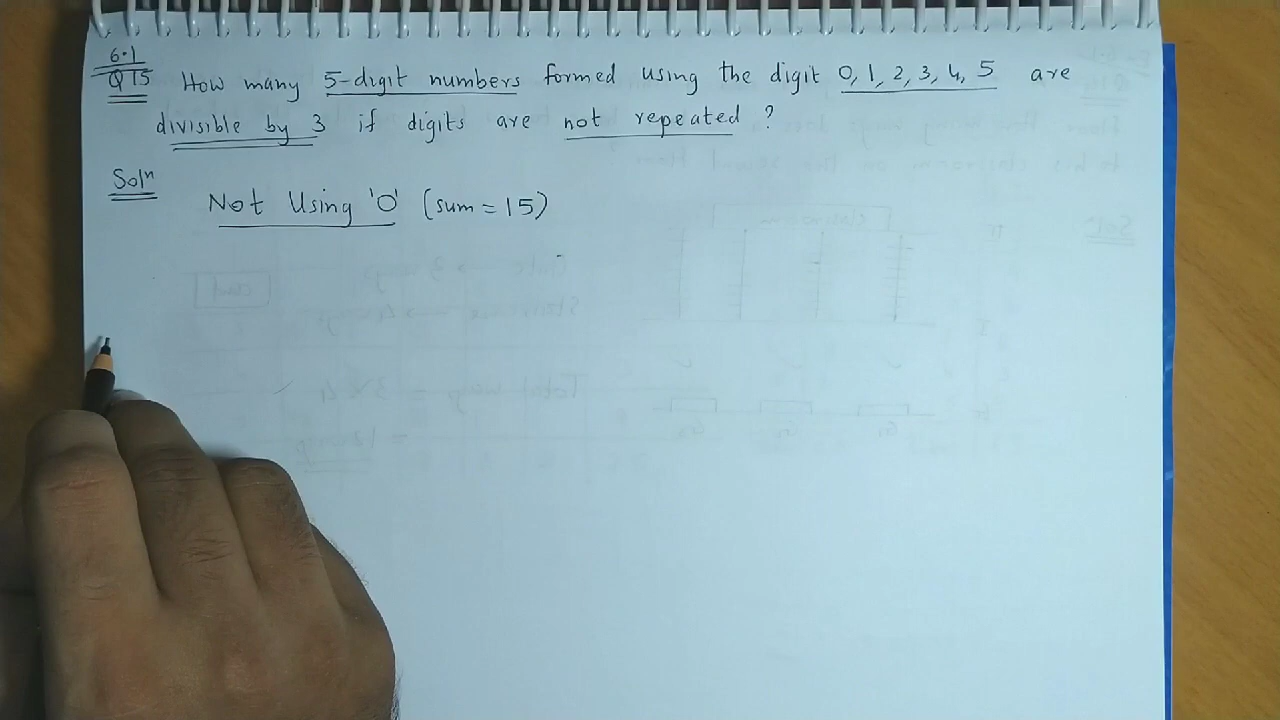 6.1
Q15 How many 5-digit numbers formed using the digit 0, 1, 2, 3, 4, 5 are
divisible by 3 if digits are not repeated ?
Solⁿ
Not Using '0' (sum = 15)